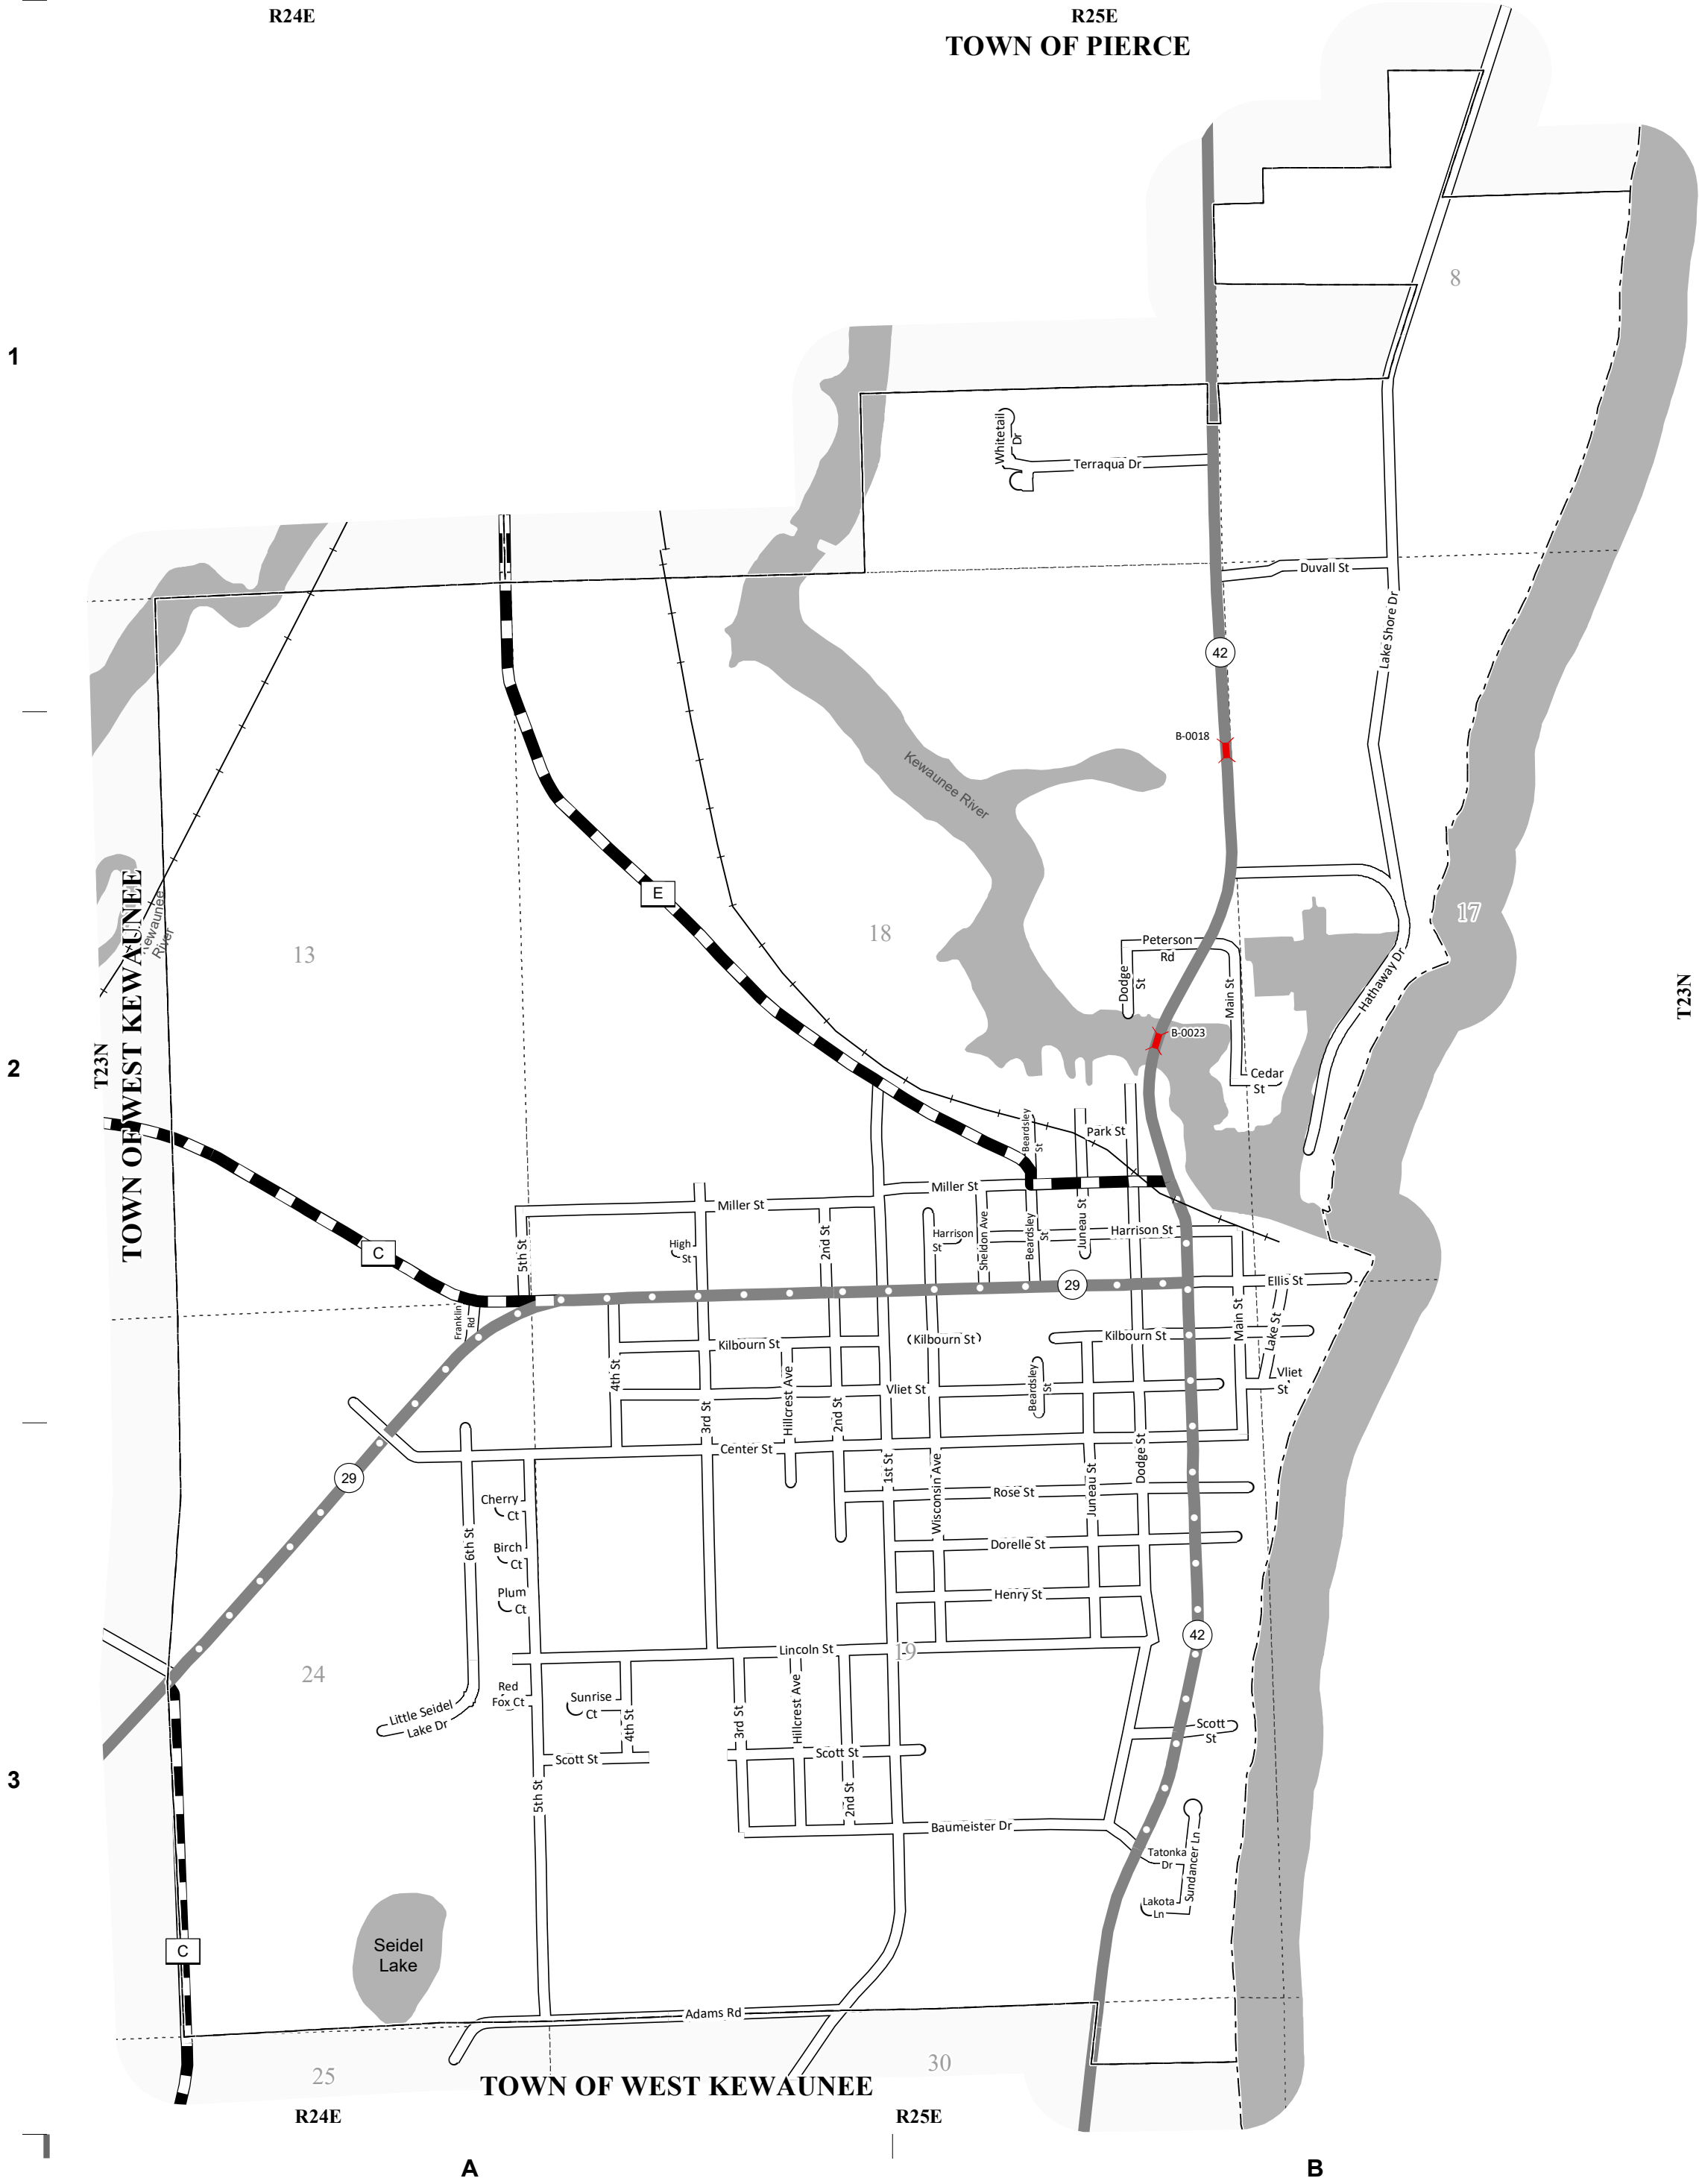 R24E
R25E
TOWN OF PIERCE
8
1
Whitetail
Dr
Terraqua Dr
Duvall St
Lake Shore Dr
42
B-0018
Kewaunee River
E
17
18
13
Kewaunee
River
TOWN OF WEST KEWAUNEE
T23N
T23N
2
Peterson
Rd
Dodge
St
Main St
Hathaway Dr
B-0023
Cedar
St
Beardsley
St
Park St
Miller St
Miller St
C
5th St
High
St
2nd St
Harrison
St
Sheldon Ave
Beardsley
St
Juneau St
Harrison St
29
Ellis St
Franklin
Rd
Main St
Lake St
Kilbourn St
Kilbourn St
Kilbourn St
4th St
Hillcrest Ave
Vliet St
Beardsley
St
Vliet
St
3rd St
2nd St
Center St
1st St
Wisconsin Ave
Juneau St
Dodge St
29
Cherry
Ct
Rose St
6th St
Birch
Ct
Dorelle St
Plum
Ct
Henry St
42
Lincoln St
19
24
Red
Fox Ct
Sunrise
Ct
4th St
3rd St
Hillcrest Ave
Little Seidel
Lake Dr
Scott St
Scott St
Scott
St
3
5th St
2nd St
Baumeister Dr
Tatonka
Dr
Sundancer Ln
Lakota
Ln
C
Seidel
Lake
Adams Rd
25
30
TOWN OF WEST KEWAUNEE
R24E
R25E
A
B